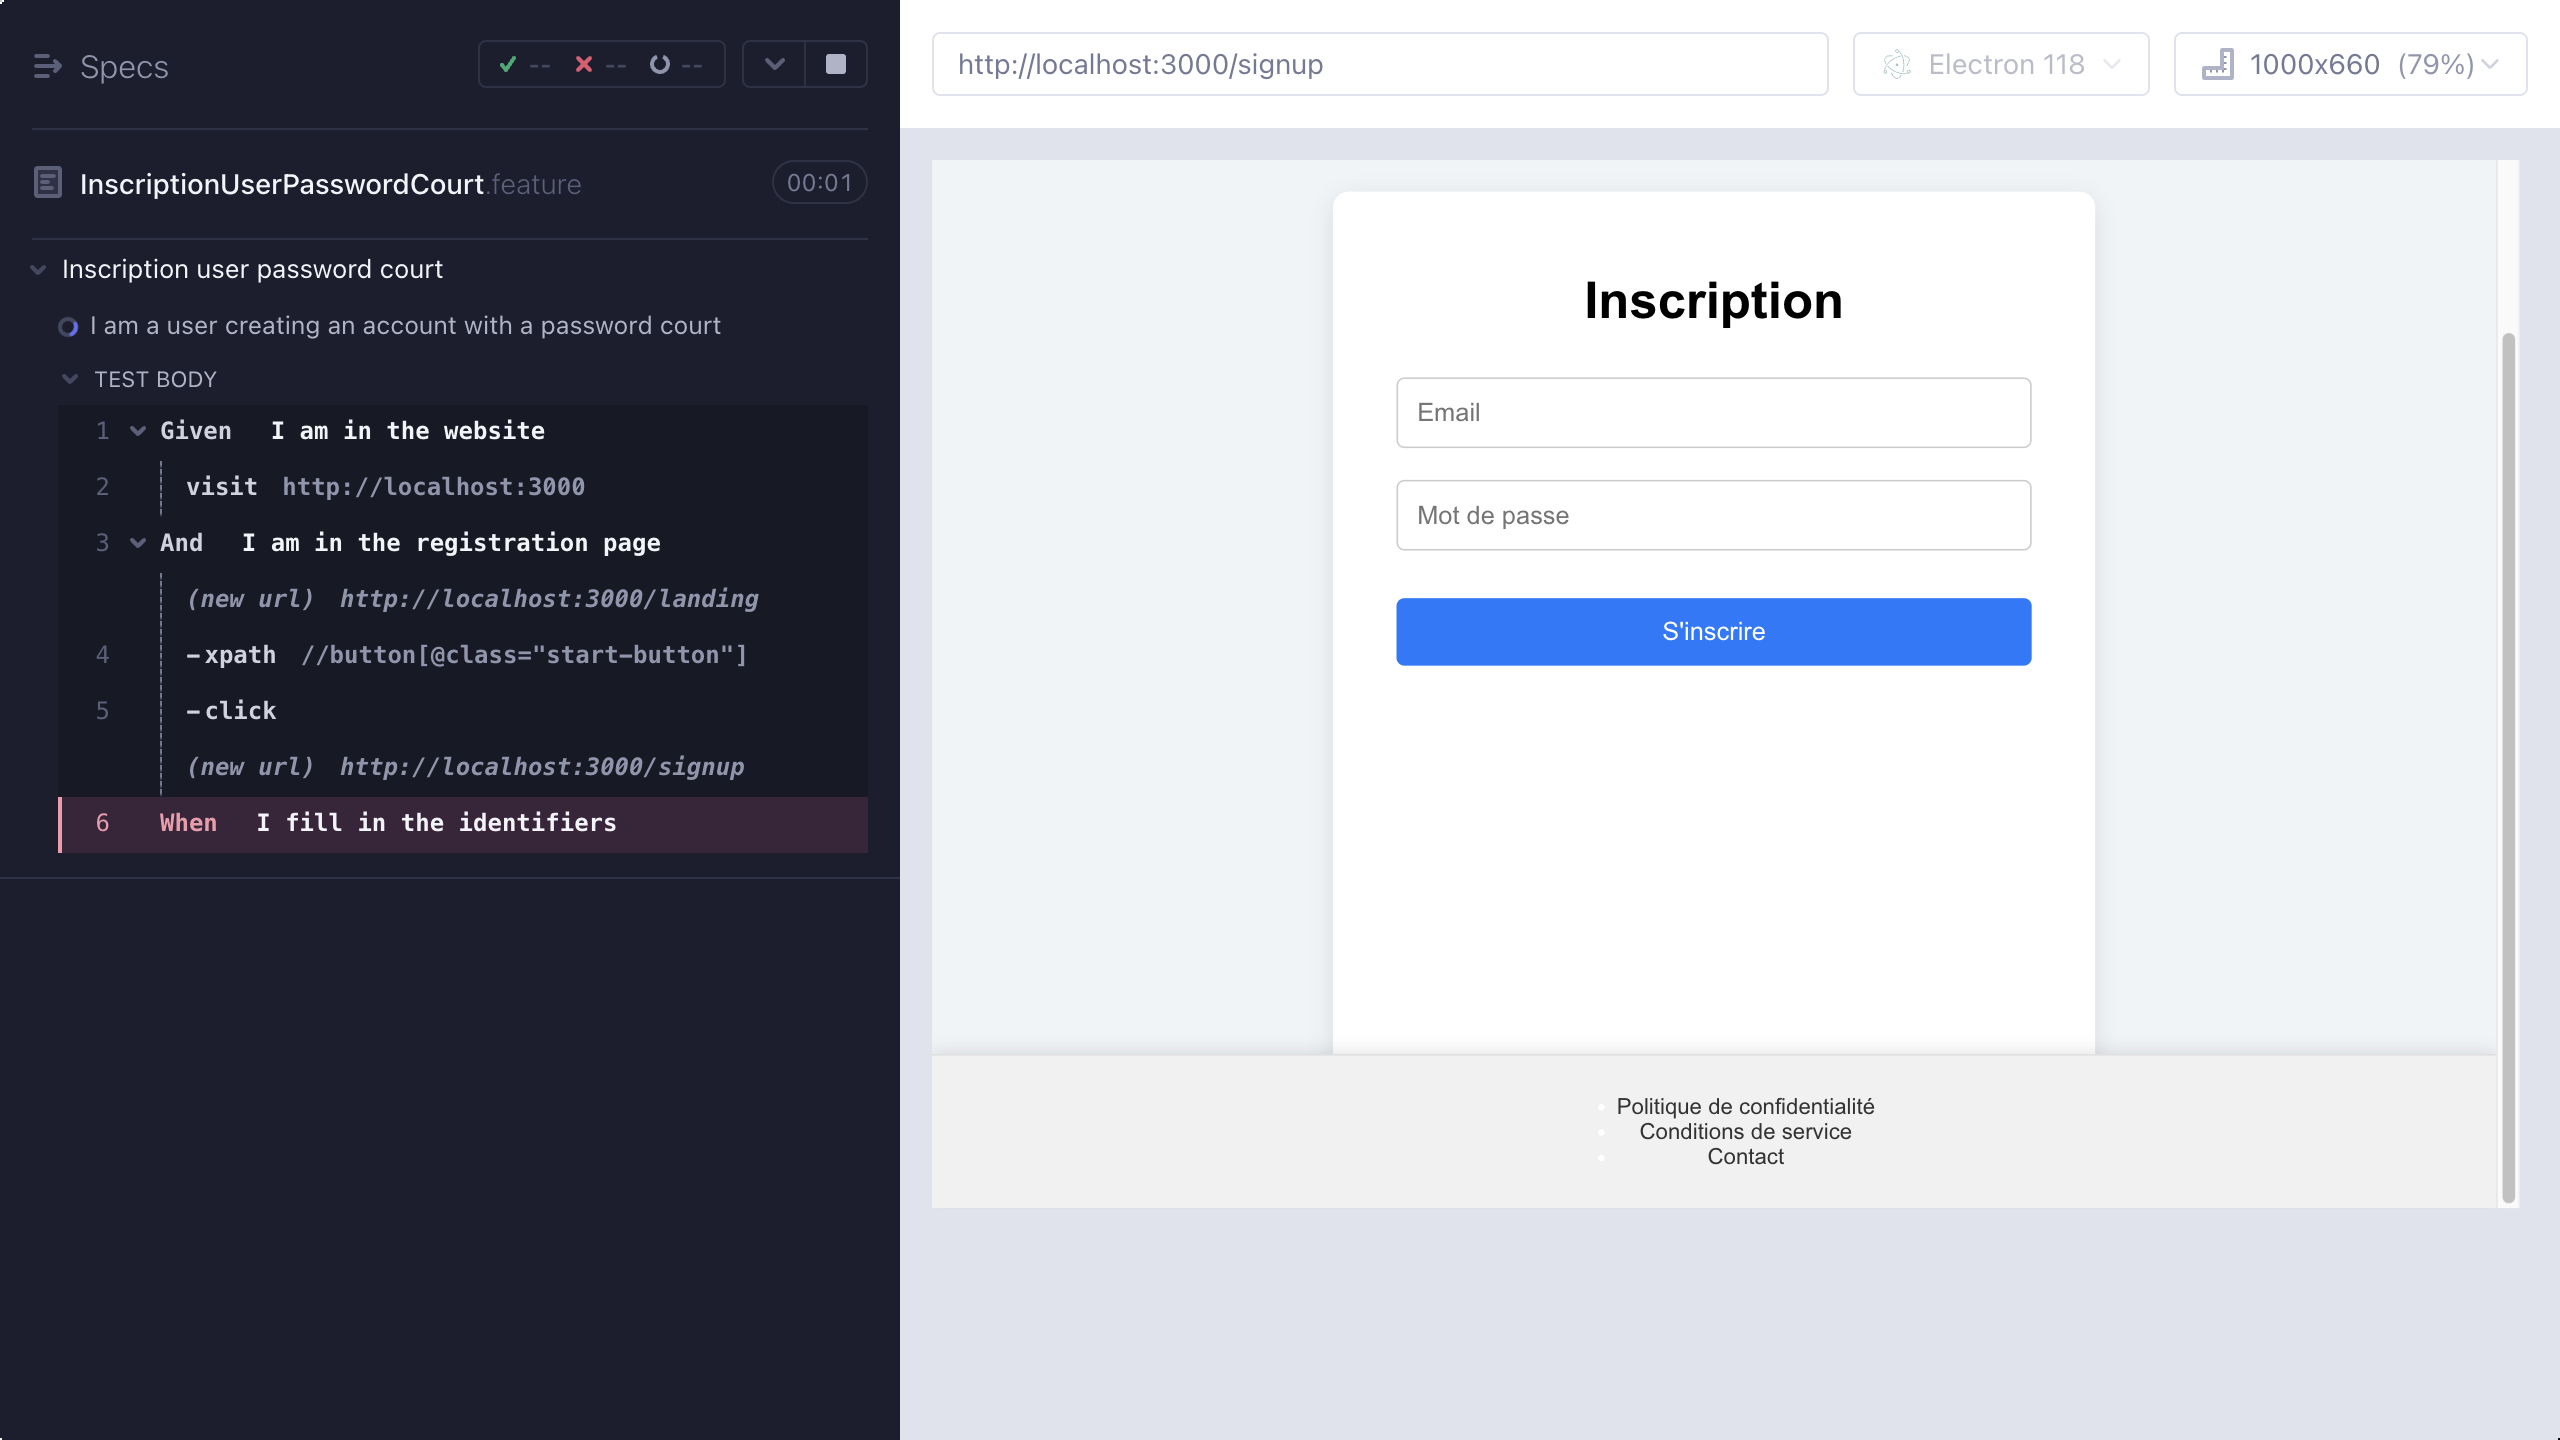 Specs
-- -- --
InscriptionUserPasswordCourt.feature 00:01
Inscription user password court
I am a user creating an account with a password court
TEST BODY
1 Given I am in the website
2 visit http://localhost:3000
3 And I am in the registration page
(new url) http://localhost:3000/landing
4 -xpath //button[@class="start-button"]
5 -click
(new url) http://localhost:3000/signup
6 When I fill in the identifiers
http://localhost:3000/signup
Electron 118
1000x660 (79%)
Inscription
Email
Mot de passe
S'inscrire
Politique de confidentialité
Conditions de service
Contact